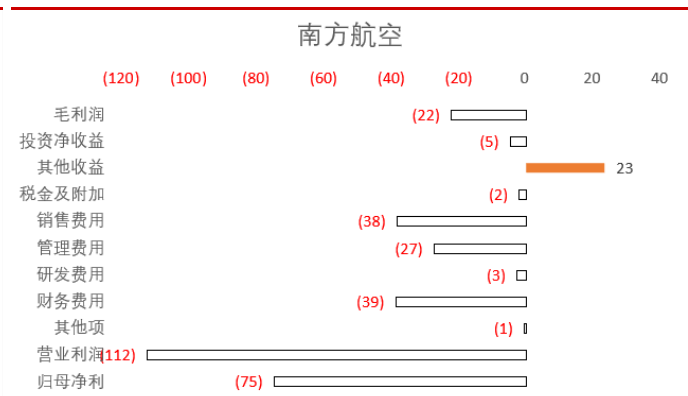 南方航空
(120) (100) (80) (60) (40) (20) 0 20 40
毛利润 (22)
投资净收益 (5)
其他收益 23
税金及附加 (2)
销售费用 (38)
管理费用 (27)
研发费用 (3)
财务费用 (39)
其他项 (1)
营业利润 (112)
归母净利 (75)